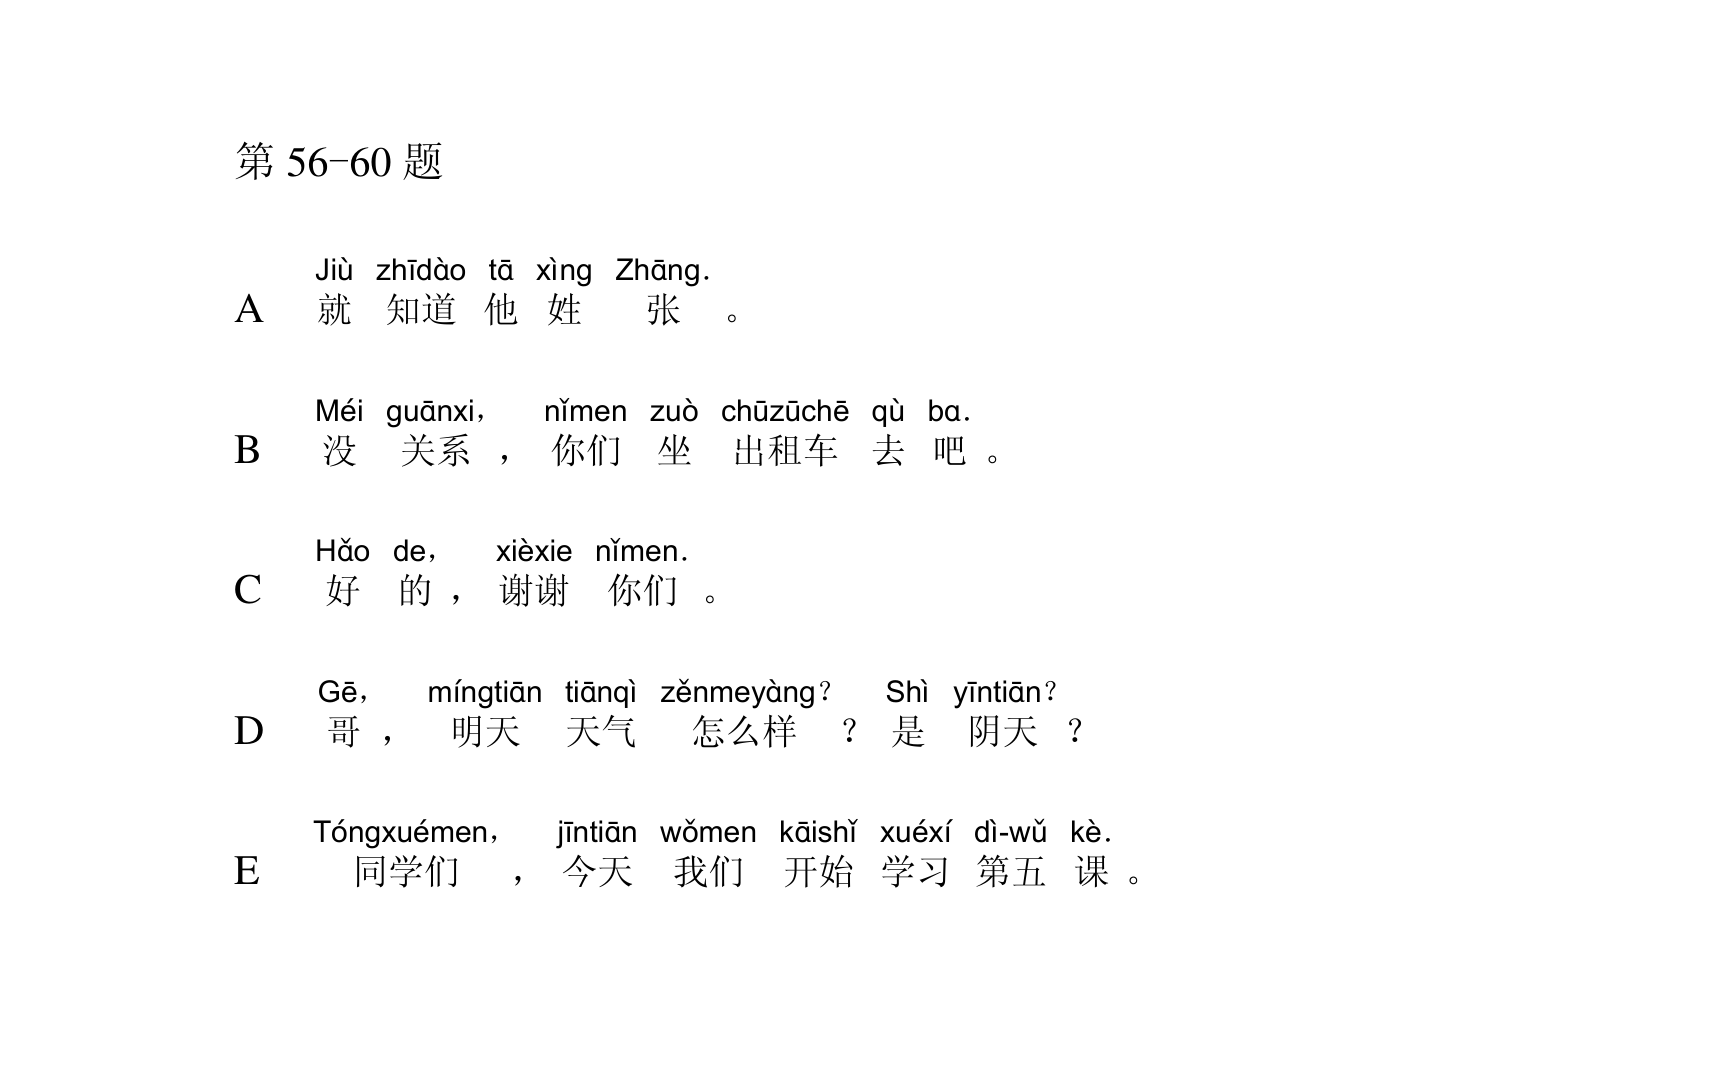 第 56-60 题
Jiù zhīdào tā xìng Zhāng.
A 就 知道 他 姓 张 。
Méi guānxi， nǐmen zuò chūzūchē qù ba.
B 没 关系 ， 你们 坐 出租车 去 吧 。
Hǎo de， xièxie nǐmen.
C 好 的 ， 谢谢 你们 。
Gē， míngtiān tiānqì zěnmeyàng？ Shì yīntiān？
D 哥 ， 明天 天气 怎么样 ？ 是 阴天 ？
Tóngxuémen， jīntiān wǒmen kāishǐ xuéxí dì-wǔ kè.
E 同学们 ， 今天 我们 开始 学习 第五 课 。